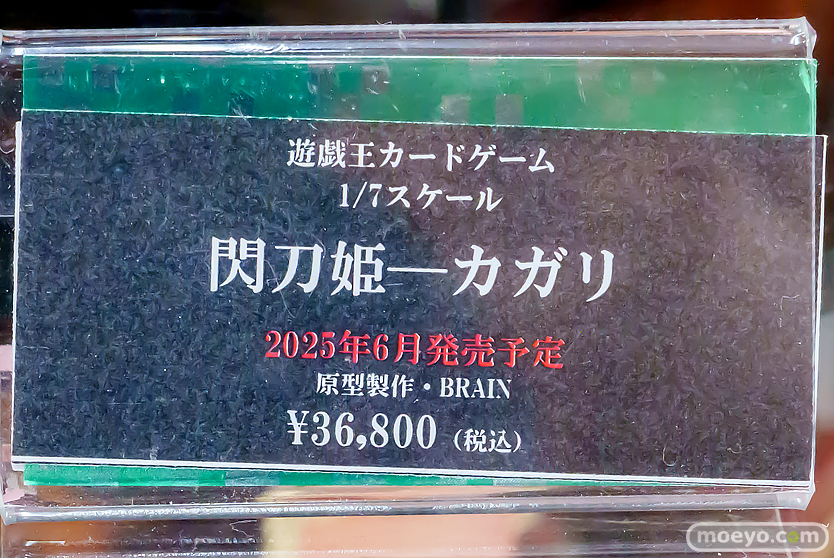 遊戯王カードゲーム
1/7スケール
閃刀姫―カガリ
2025年6月発売予定
原型製作・BRAIN
¥36,800（税込）
moeyo.com